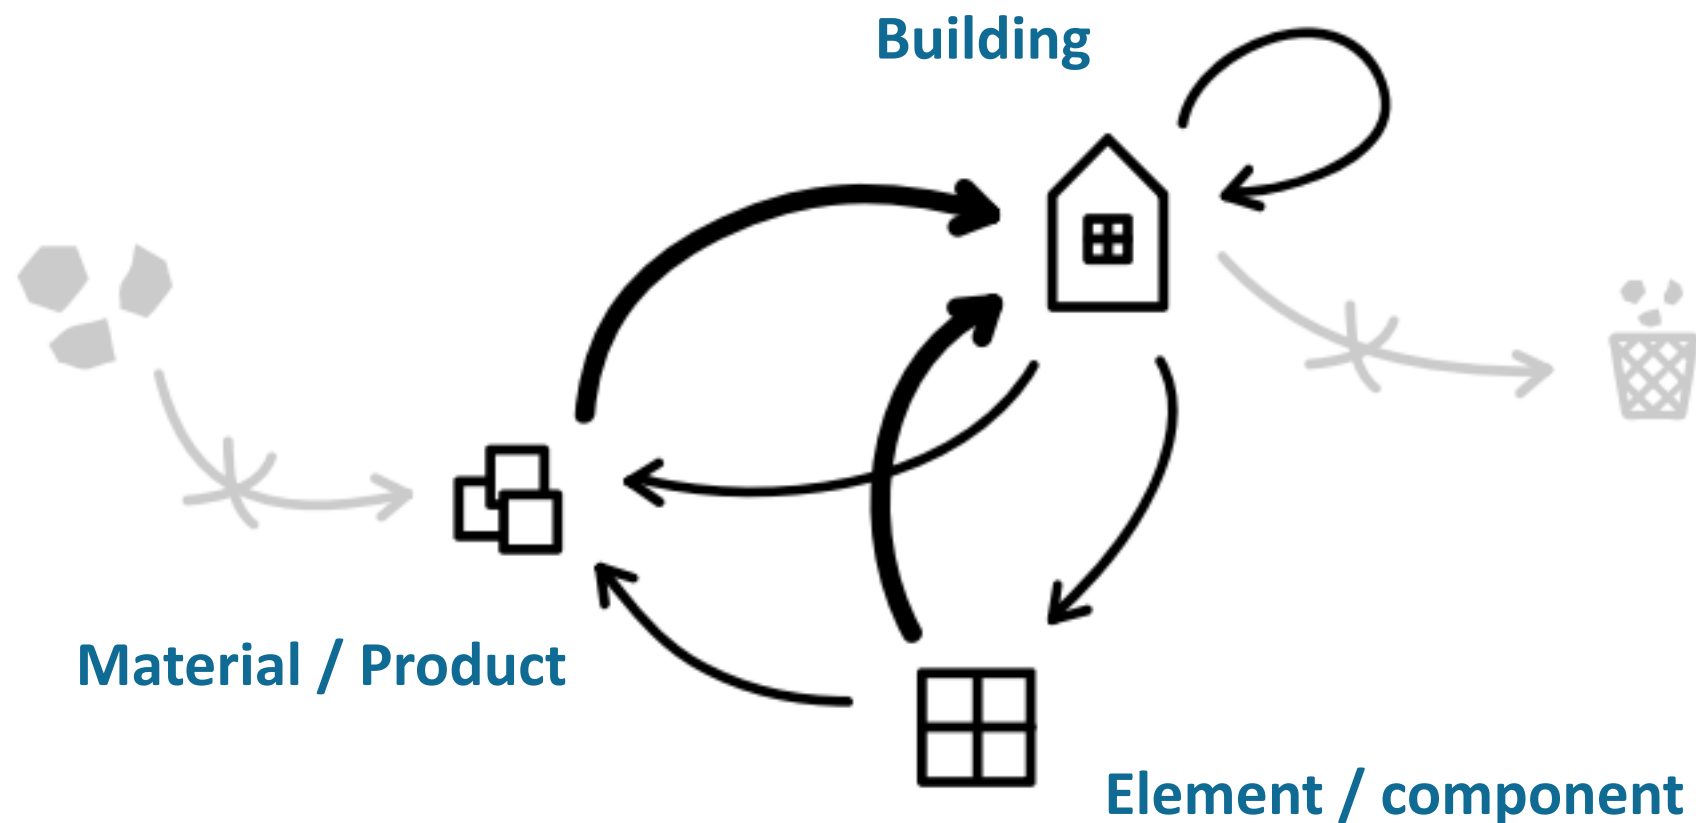 Building
Material / Product
Element / component